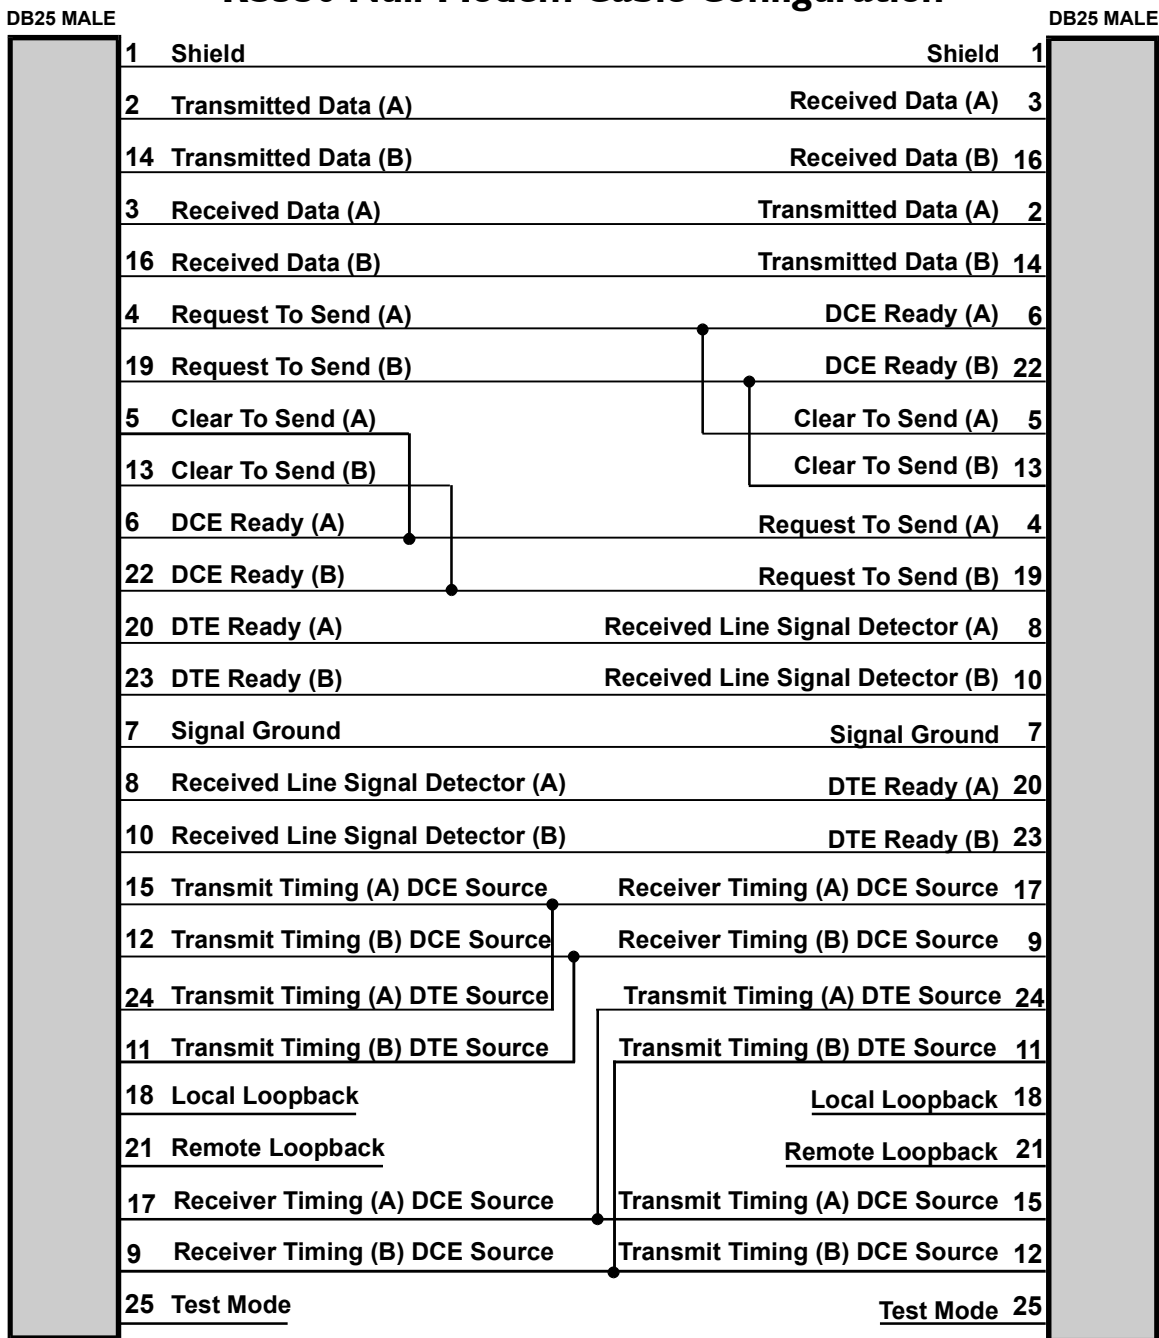 DB25 MALE DB25 MALE
1 Shield Shield 1
2 Transmitted Data (A) Received Data (A) 3
14 Transmitted Data (B) Received Data (B) 16
3 Received Data (A) Transmitted Data (A) 2
16 Received Data (B) Transmitted Data (B) 14
4 Request To Send (A) DCE Ready (A) 6
19 Request To Send (B) DCE Ready (B) 22
5 Clear To Send (A) Clear To Send (A) 5
13 Clear To Send (B) Clear To Send (B) 13
6 DCE Ready (A) Request To Send (A) 4
22 DCE Ready (B) Request To Send (B) 19
20 DTE Ready (A) Received Line Signal Detector (A) 8
23 DTE Ready (B) Received Line Signal Detector (B) 10
7 Signal Ground Signal Ground 7
8 Received Line Signal Detector (A) DTE Ready (A) 20
10 Received Line Signal Detector (B) DTE Ready (B) 23
15 Transmit Timing (A) DCE Source Receiver Timing (A) DCE Source 17
12 Transmit Timing (B) DCE Source Receiver Timing (B) DCE Source 9
24 Transmit Timing (A) DTE Source Transmit Timing (A) DTE Source 24
11 Transmit Timing (B) DTE Source Transmit Timing (B) DTE Source 11
18 Local Loopback Local Loopback 18
21 Remote Loopback Remote Loopback 21
17 Receiver Timing (A) DCE Source Transmit Timing (A) DCE Source 15
9 Receiver Timing (B) DCE Source Transmit Timing (B) DCE Source 12
25 Test Mode Test Mode 25